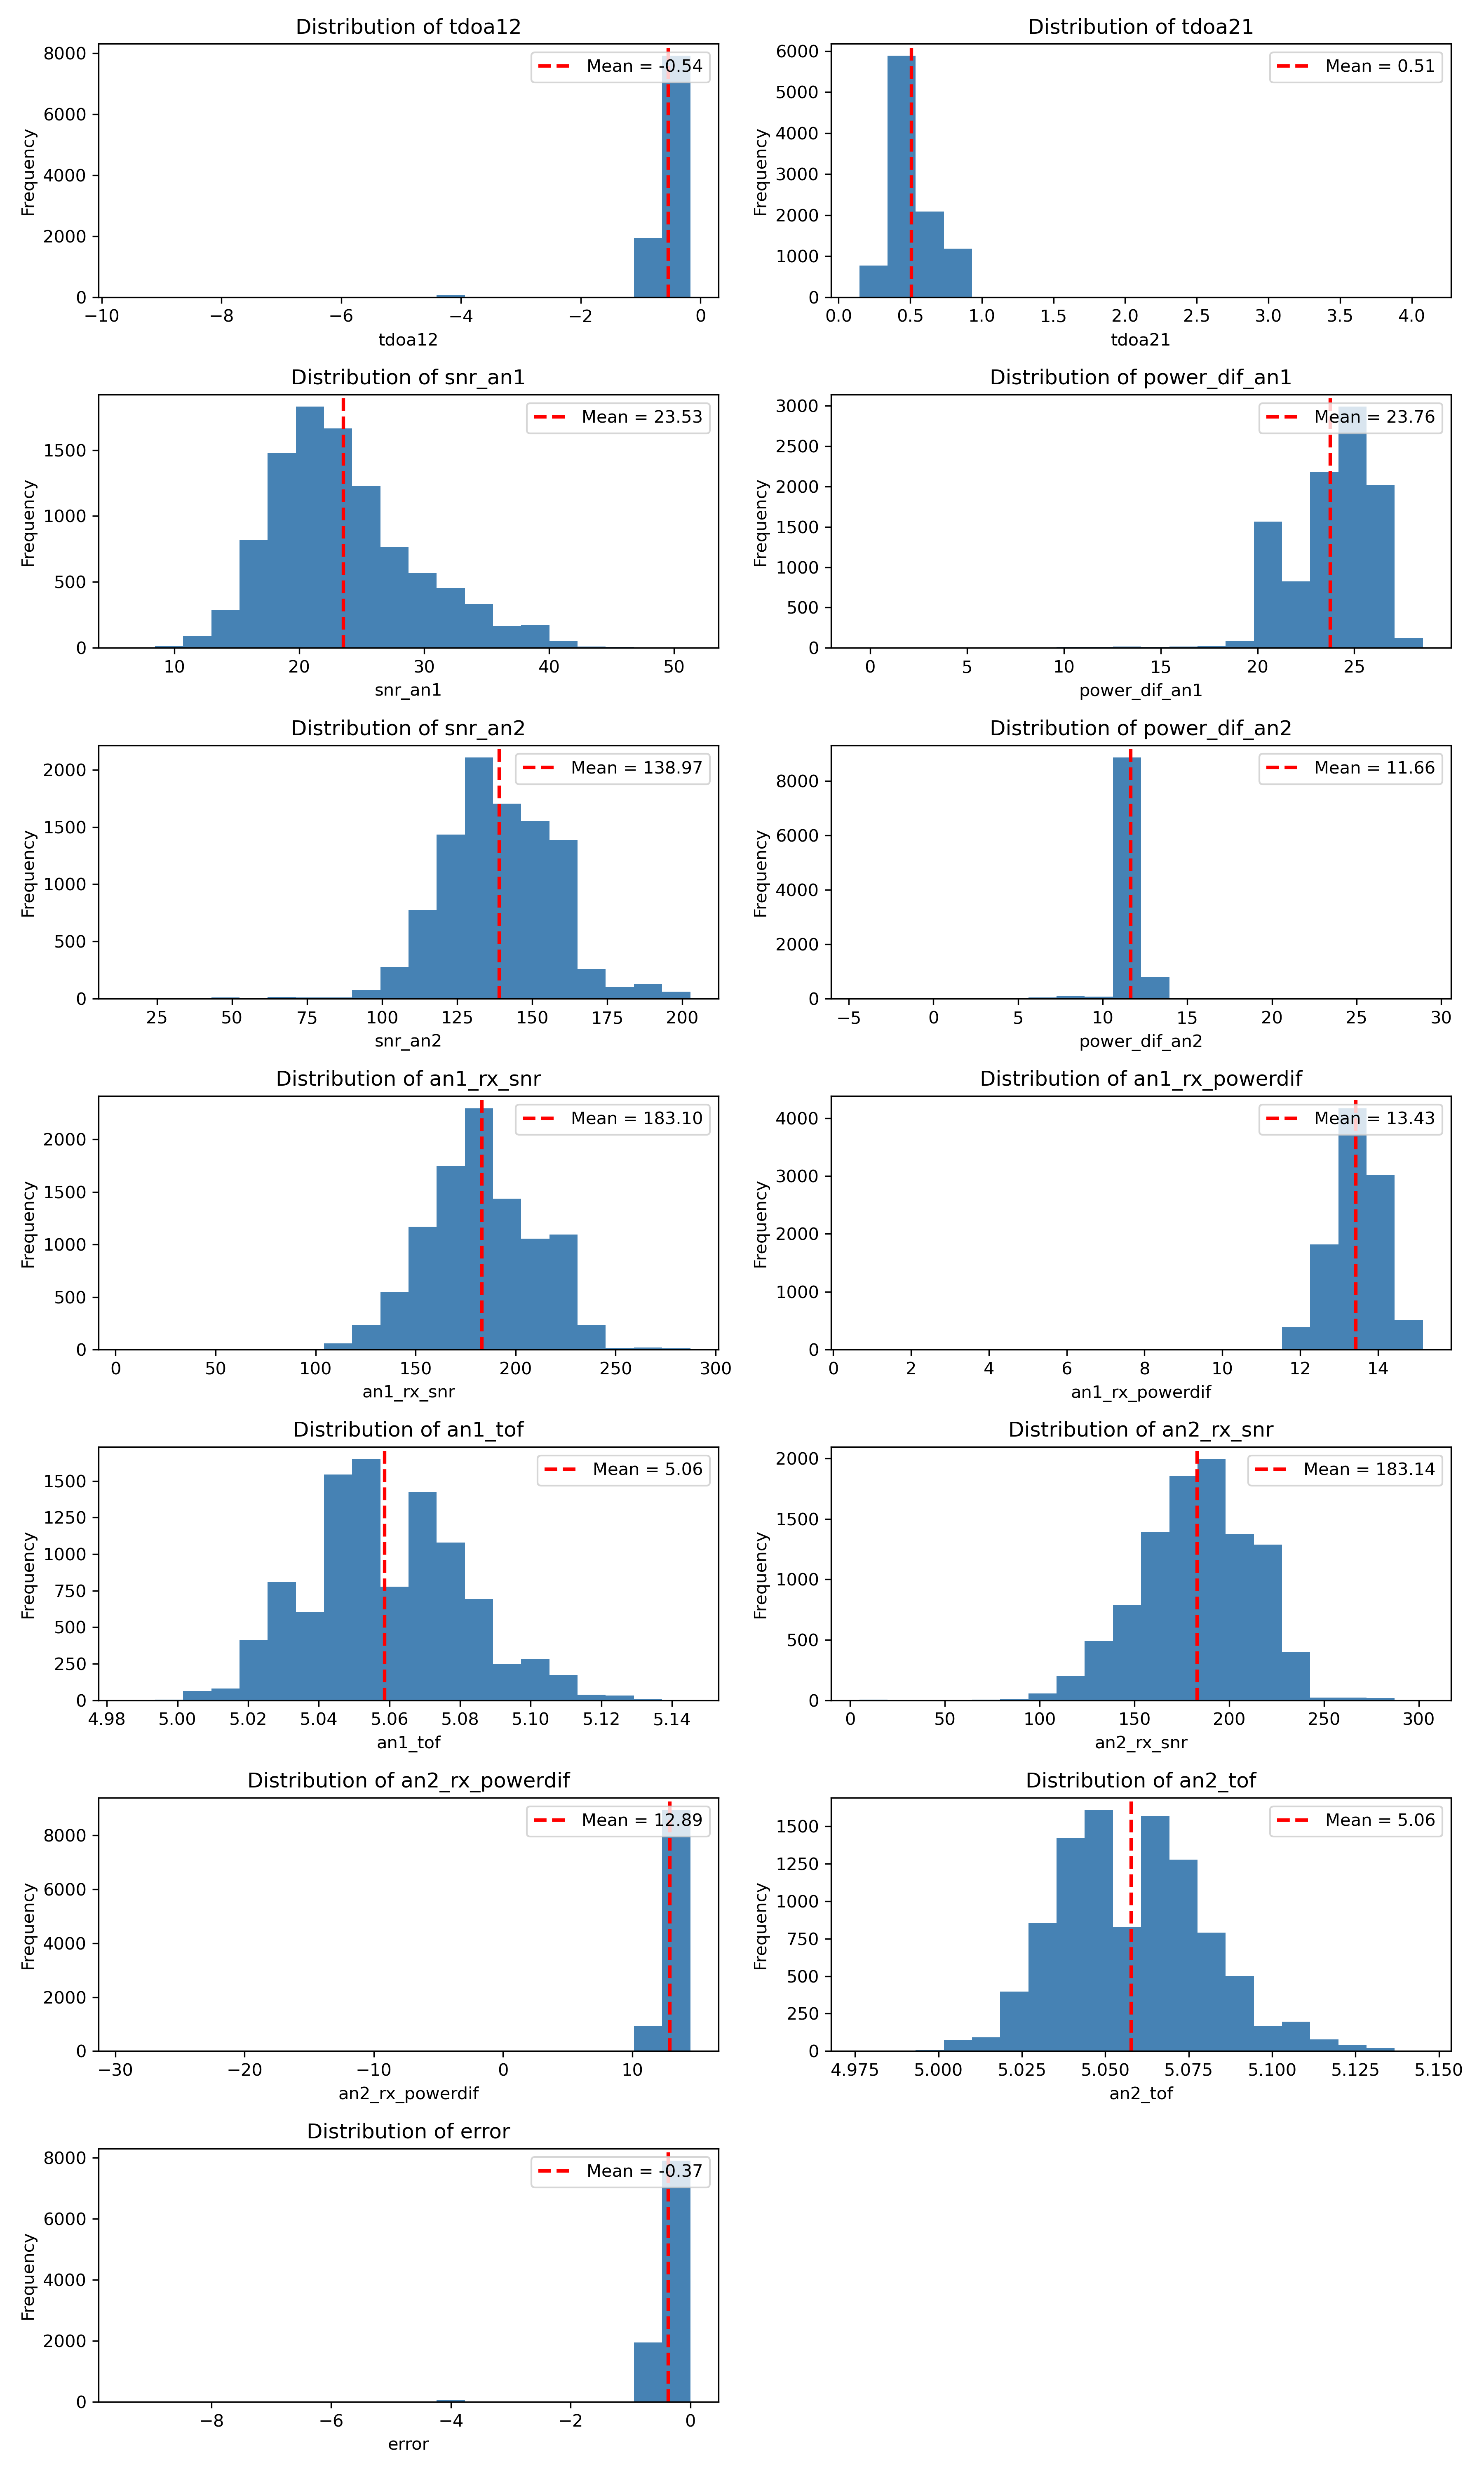 Distribution of tdoa12
Frequency
8000
6000
4000
2000
0
Mean = -0.54
−10 −8 −6 −4 −2 0
tdoa12
Distribution of tdoa21
Frequency
6000
5000
4000
3000
2000
1000
0
Mean = 0.51
0.0 0.5 1.0 1.5 2.0 2.5 3.0 3.5 4.0
tdoa21
Distribution of snr_an1
Frequency
1500
1000
500
0
Mean = 23.53
10 20 30 40 50
snr_an1
Distribution of power_dif_an1
Frequency
3000
2500
2000
1500
1000
500
0
Mean = 23.76
0 5 10 15 20 25
power_dif_an1
Distribution of snr_an2
Frequency
2000
1500
1000
500
0
Mean = 138.97
25 50 75 100 125 150 175 200
snr_an2
Distribution of power_dif_an2
Frequency
8000
6000
4000
2000
0
Mean = 11.66
−5 0 5 10 15 20 25 30
power_dif_an2
Distribution of an1_rx_snr
Frequency
2000
1500
1000
500
0
Mean = 183.10
0 50 100 150 200 250 300
an1_rx_snr
Distribution of an1_rx_powerdif
Frequency
4000
3000
2000
1000
0
Mean = 13.43
0 2 4 6 8 10 12 14
an1_rx_powerdif
Distribution of an1_tof
Frequency
1500
1250
1000
750
500
250
0
Mean = 5.06
4.98 5.00 5.02 5.04 5.06 5.08 5.10 5.12 5.14
an1_tof
Distribution of an2_rx_snr
Frequency
2000
1500
1000
500
0
Mean = 183.14
0 50 100 150 200 250 300
an2_rx_snr
Distribution of an2_rx_powerdif
Frequency
8000
6000
4000
2000
0
Mean = 12.89
−30 −20 −10 0 10
an2_rx_powerdif
Distribution of an2_tof
Frequency
1500
1250
1000
750
500
250
0
Mean = 5.06
4.975 5.000 5.025 5.050 5.075 5.100 5.125 5.150
an2_tof
Distribution of error
Frequency
8000
6000
4000
2000
0
Mean = -0.37
−8 −6 −4 −2 0
error